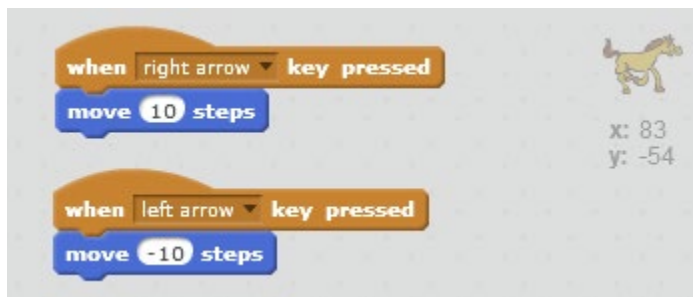 when right arrow key pressed
move 10 steps
x: 83
y: -54
when left arrow key pressed
move -10 steps